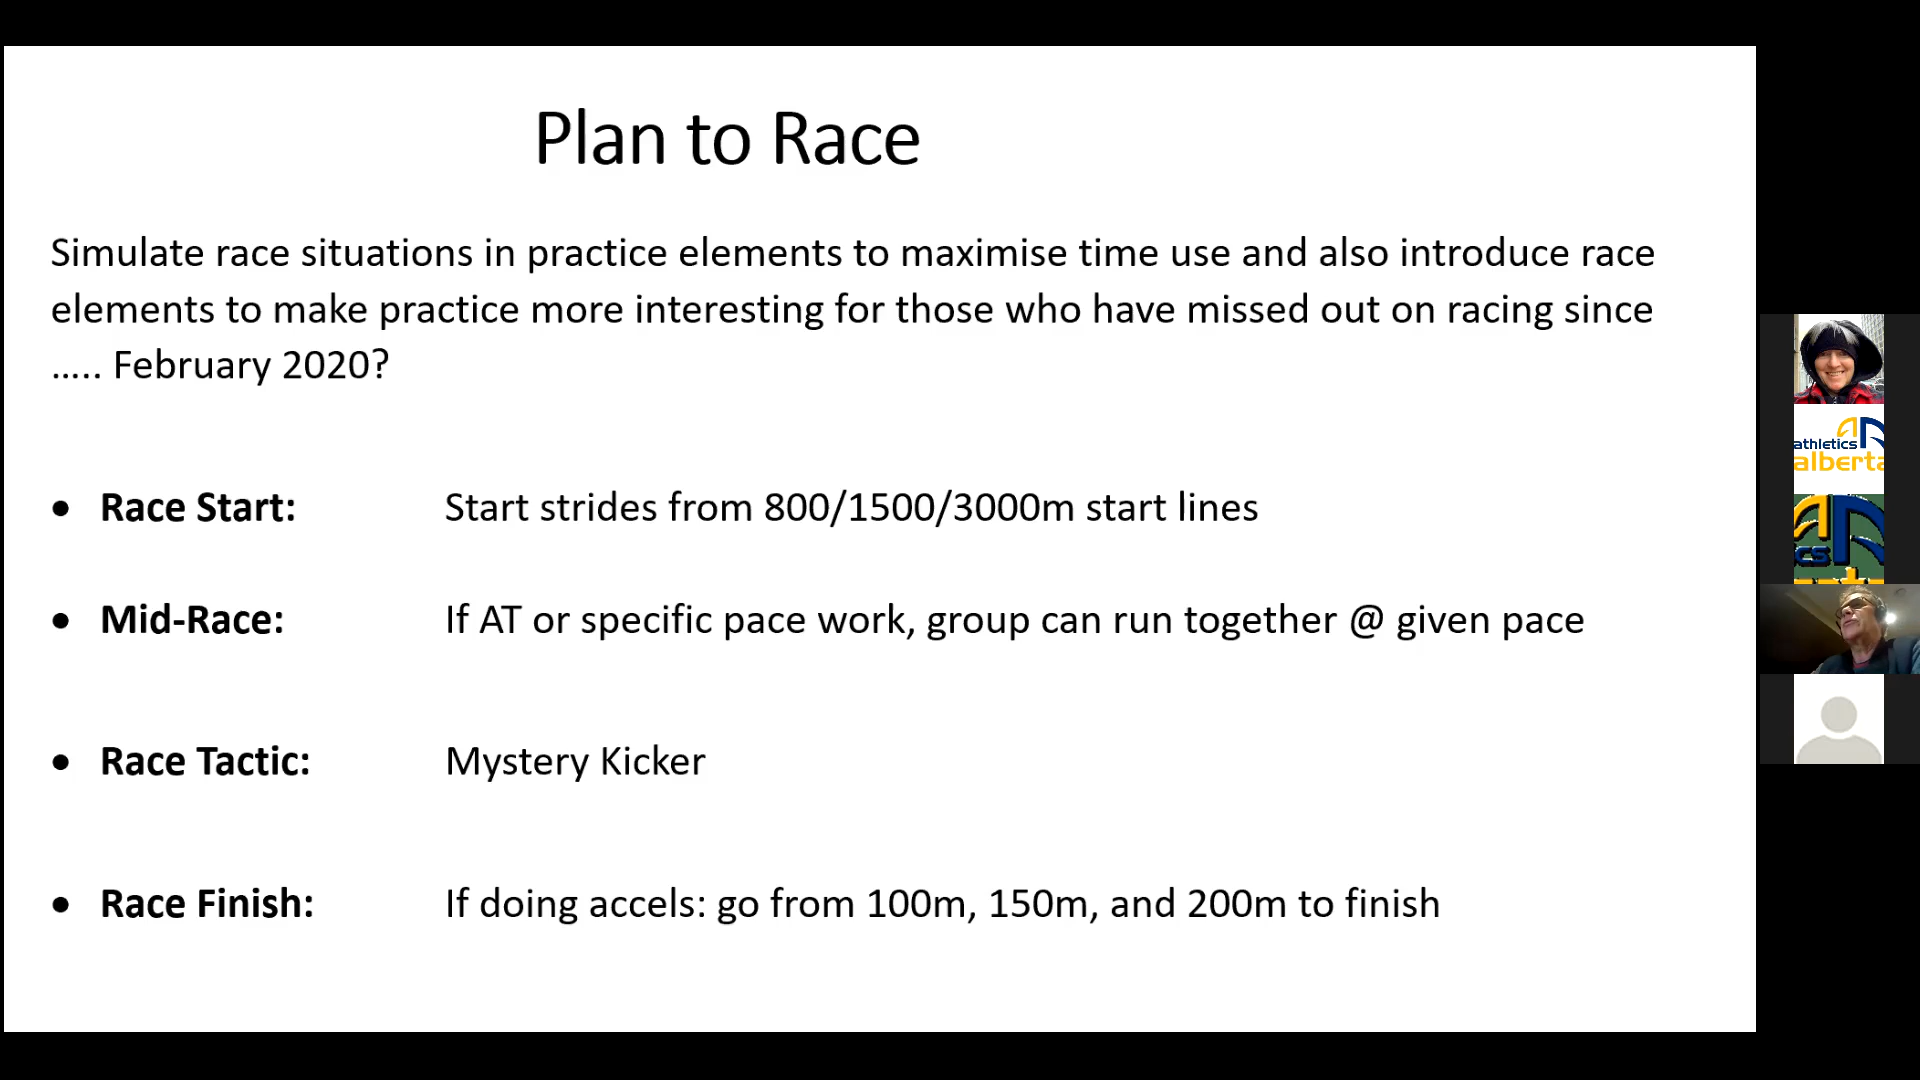 Plan to Race
Simulate race situations in practice elements to maximise time use and also introduce race
elements to make practice more interesting for those who have missed out on racing since
..... February 2020?
• Race Start: Start strides from 800/1500/3000m start lines
• Mid-Race: If AT or specific pace work, group can run together @ given pace
• Race Tactic: Mystery Kicker
• Race Finish: If doing accels: go from 100m, 150m, and 200m to finish
athletics
alberta